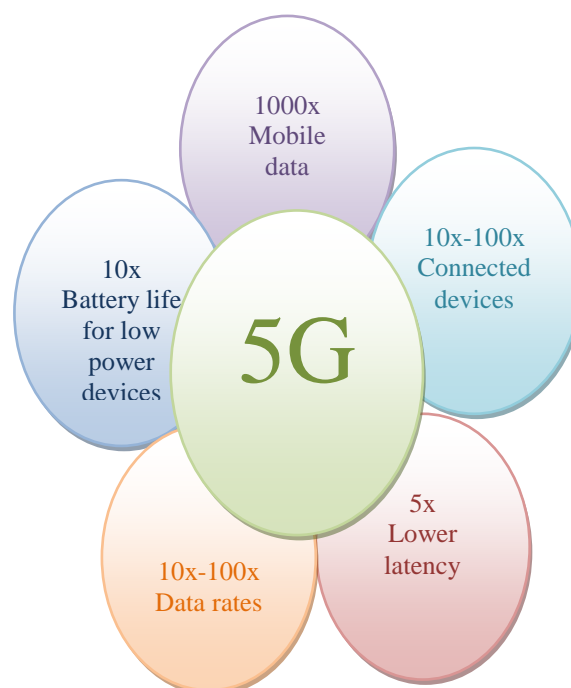 1000x
Mobile
data
10x-100x
Connected
devices
10x
Battery life
for low
power
devices
5G
5x
Lower
latency
10x-100x
Data rates